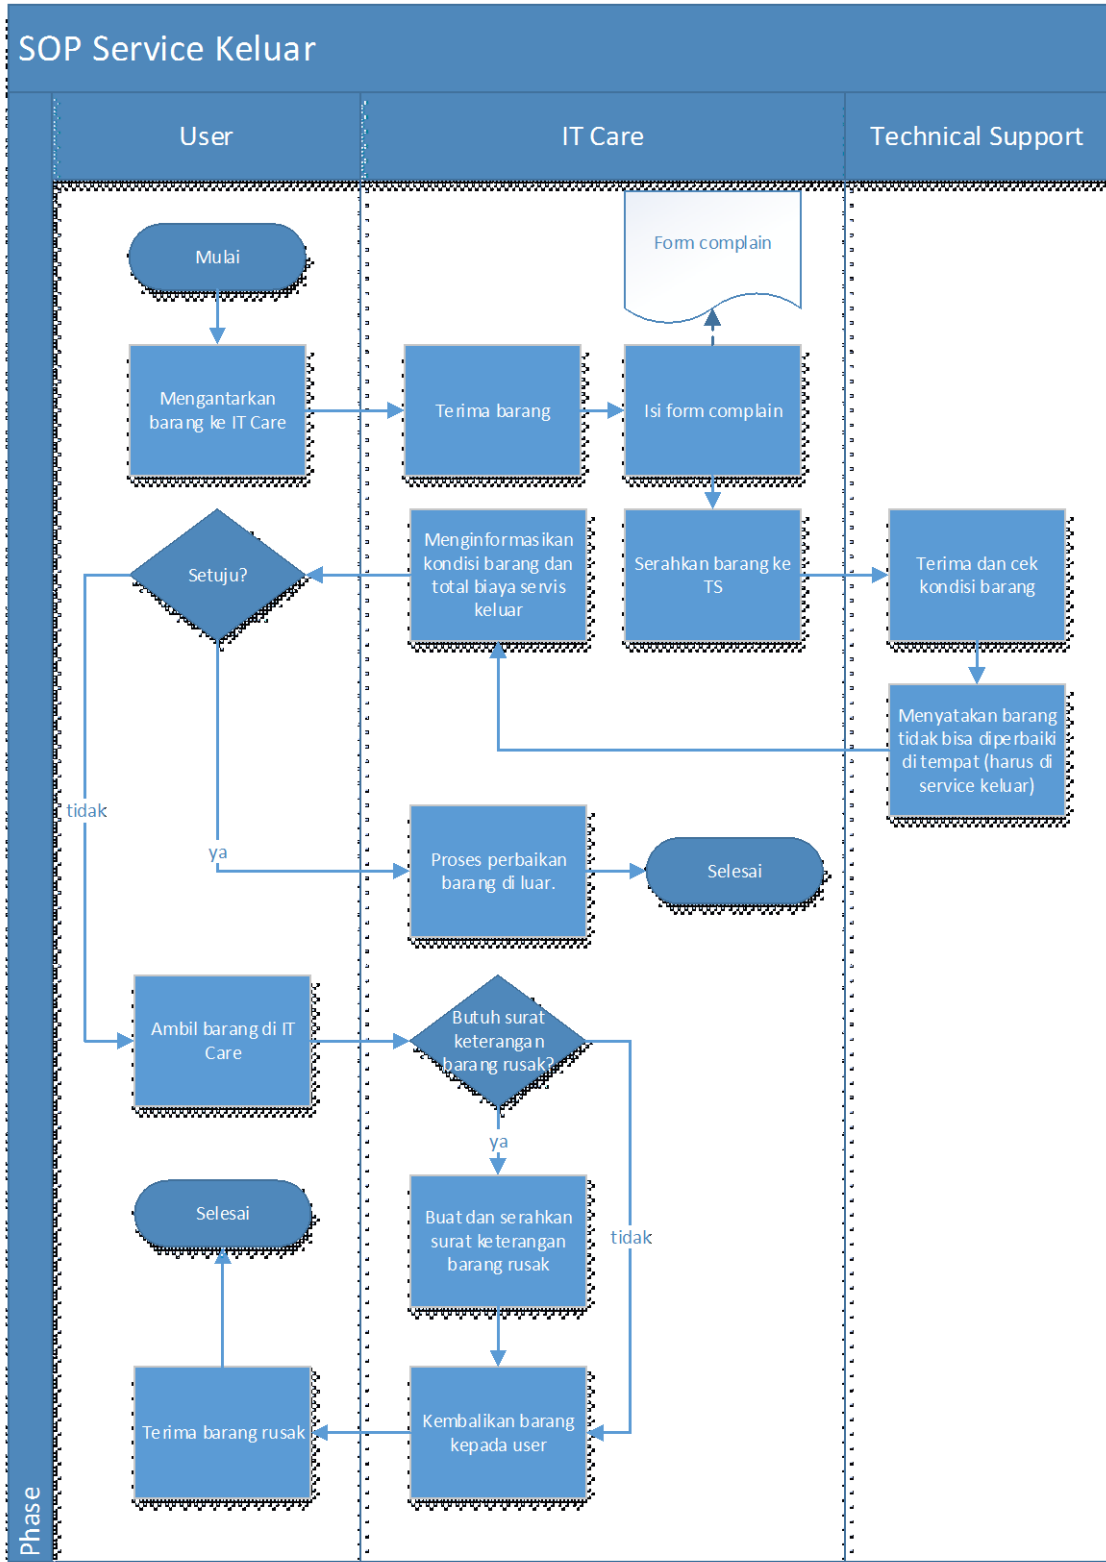 SOP Service Keluar
User
IT Care
Technical Support
Form complain
Mulai
Mengantarkan
barang ke IT Care
Terima barang
Isi form complain
Setuju?
Menginformasikan
kondisi barang dan
total biaya servis
keluar
Serahkan barang ke
TS
Terima dan cek
kondisi barang
Menyatakan barang
tidak bisa diperbaiki
di tempat (harus di
service keluar)
tidak
ya
Proses perbaikan
barang di luar.
Selesai
Ambil barang di IT
Care
Butuh surat
keterangan
barang rusak?
ya
tidak
Selesai
Buat dan serahkan
surat keterangan
barang rusak
Terima barang rusak
Kembalikan barang
kepada user
Phase